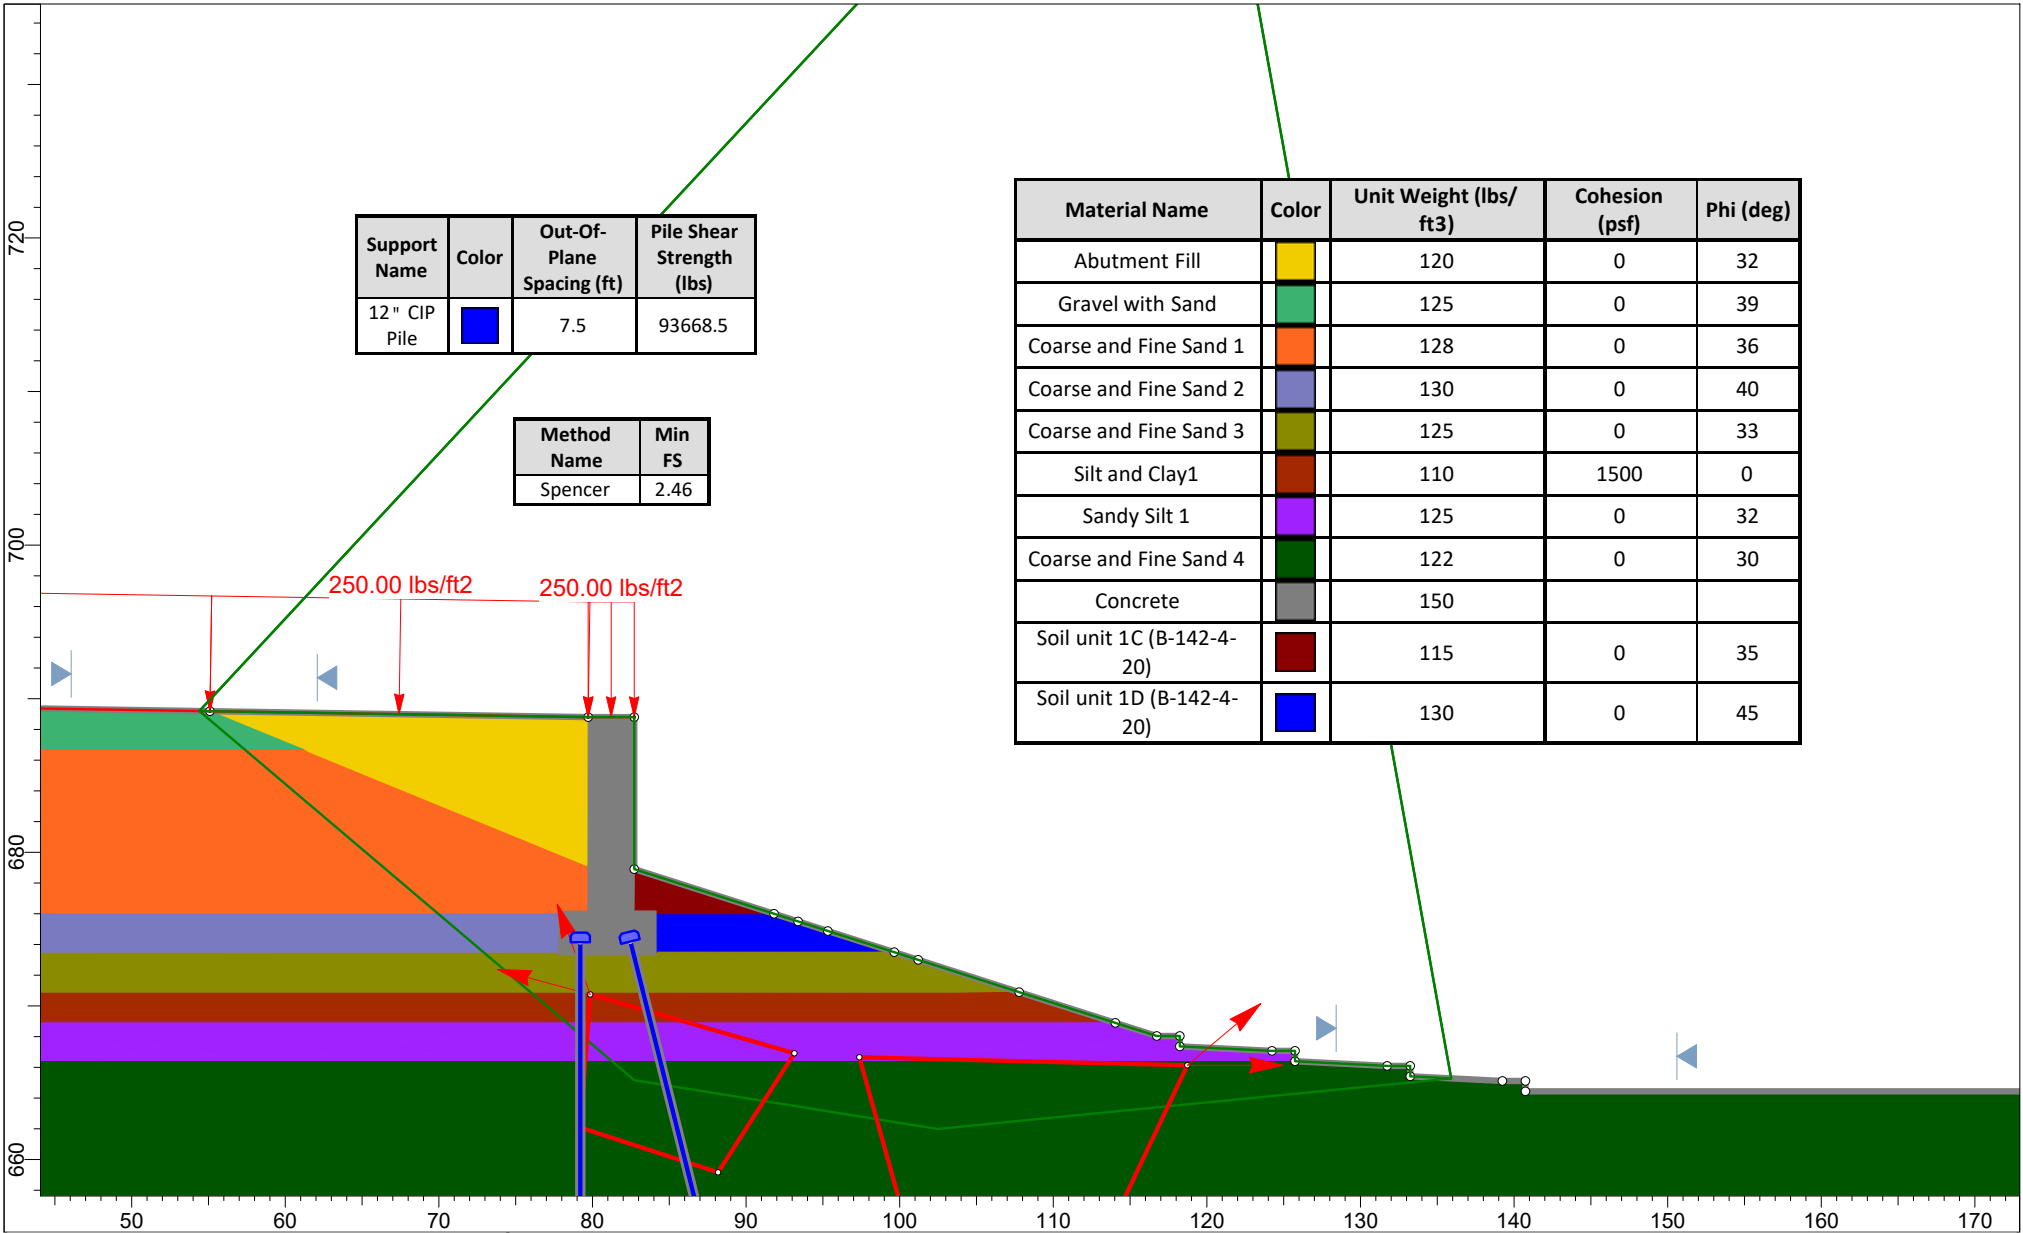 Support Name
Color
Out-Of-Plane Spacing (ft)
Pile Shear Strength (lbs)
12" CIP Pile
7.5
93668.5
Method Name
Min FS
Spencer
2.46
Material Name
Color
Unit Weight (lbs/ft3)
Cohesion (psf)
Phi (deg)
Abutment Fill 120 0 32
Gravel with Sand 125 0 39
Coarse and Fine Sand 1 128 0 36
Coarse and Fine Sand 2 130 0 40
Coarse and Fine Sand 3 125 0 33
Silt and Clay1 110 1500 0
Sandy Silt 1 125 0 32
Coarse and Fine Sand 4 122 0 30
Concrete 150
Soil unit 1C (B-142-4-20) 115 0 35
Soil unit 1D (B-142-4-20) 130 0 45
250.00 lbs/ft2
250.00 lbs/ft2
720
700
680
660
50 60 70 80 90 100 110 120 130 140 150 160 170